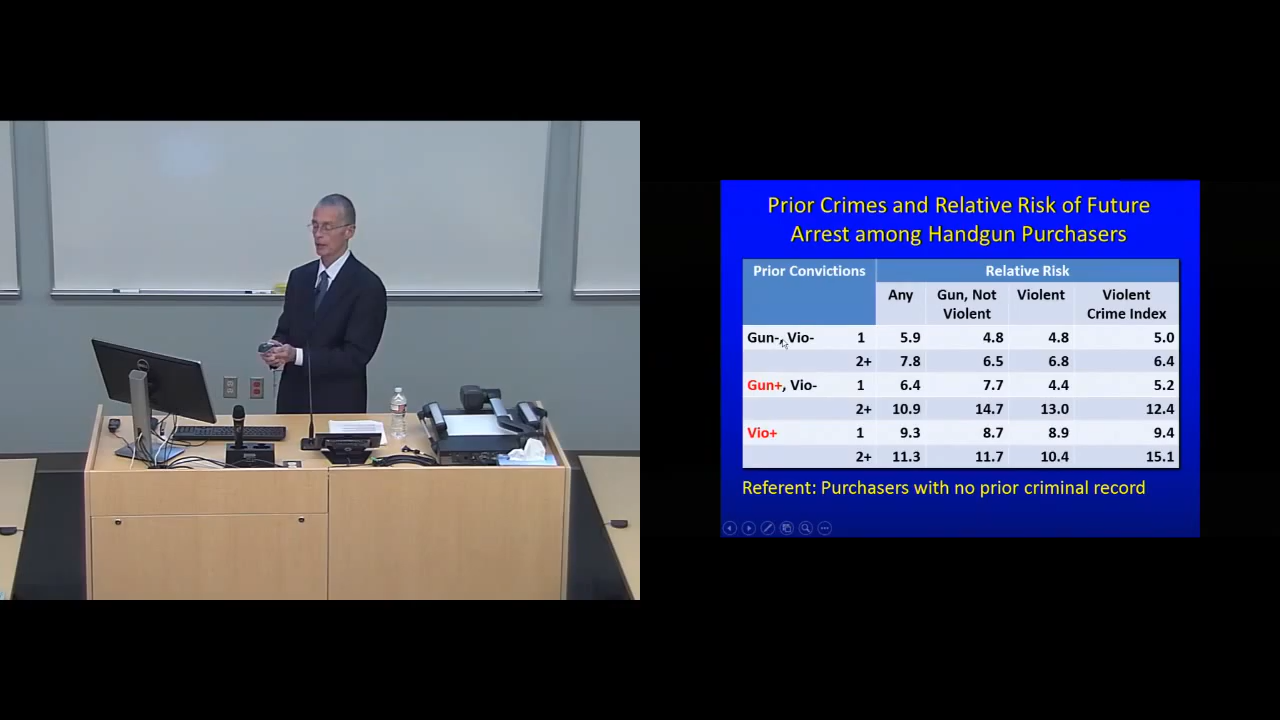 Prior Crimes and Relative Risk of Future
Arrest among Handgun Purchasers
Prior Convictions Relative Risk
Any Gun, Not Violent Violent Violent Crime Index
Gun-, Vio- 1 5.9 4.8 4.8 5.0
2+ 7.8 6.5 6.8 6.4
Gun+, Vio- 1 6.4 7.7 4.4 5.2
2+ 10.9 14.7 13.0 12.4
Vio+ 1 9.3 8.7 8.9 9.4
2+ 11.3 11.7 10.4 15.1
Referent: Purchasers with no prior criminal record